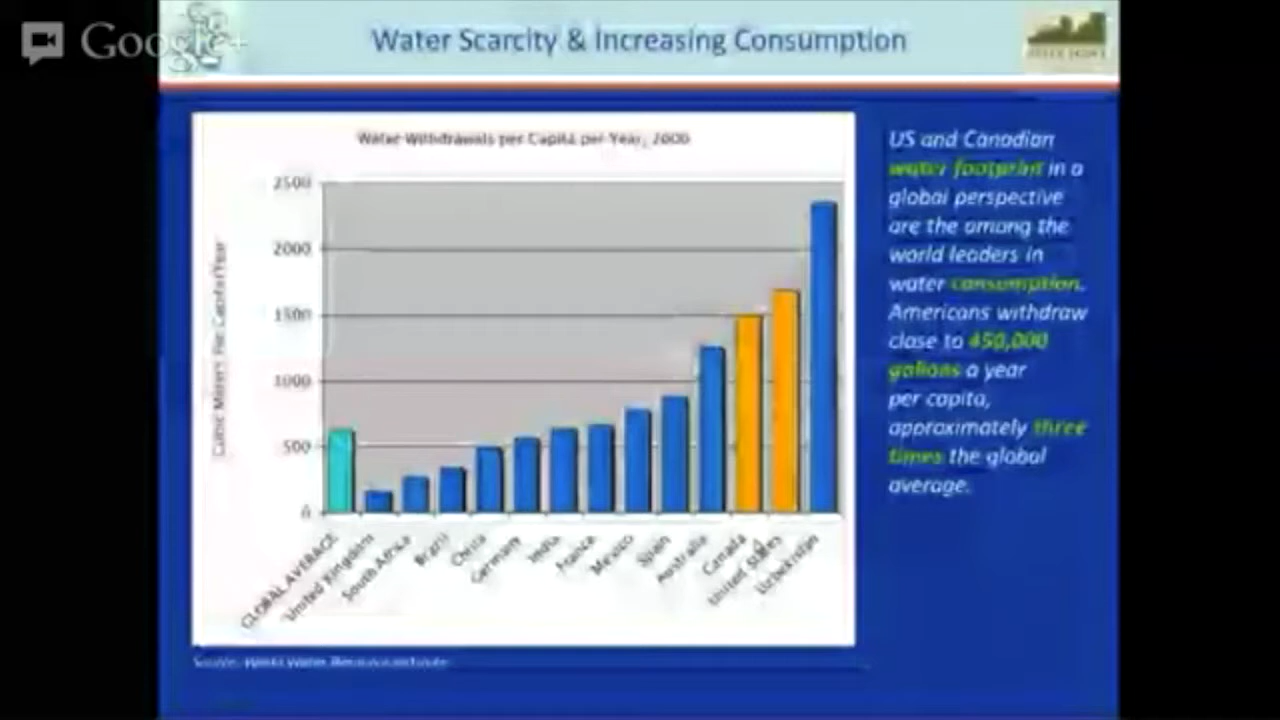 Google+
Water Scarcity & Increasing Consumption
Water Withdrawals per Capita per Year, 2000
2500
2000
1500
1000
500
0
Cubic Meters Per Capita/Year
GLOBAL AVERAGE
United Kingdom
South Africa
Brazil
China
Germany
India
France
Mexico
Spain
Australia
Canada
United States
Uzbekistan
US and Canadian
water footprint in a
global perspective
are the among the
world leaders in
water consumption.
Americans withdraw
close to 450,000
gallons a year
per capita,
approximately three
times the global
average.
Source: World Water